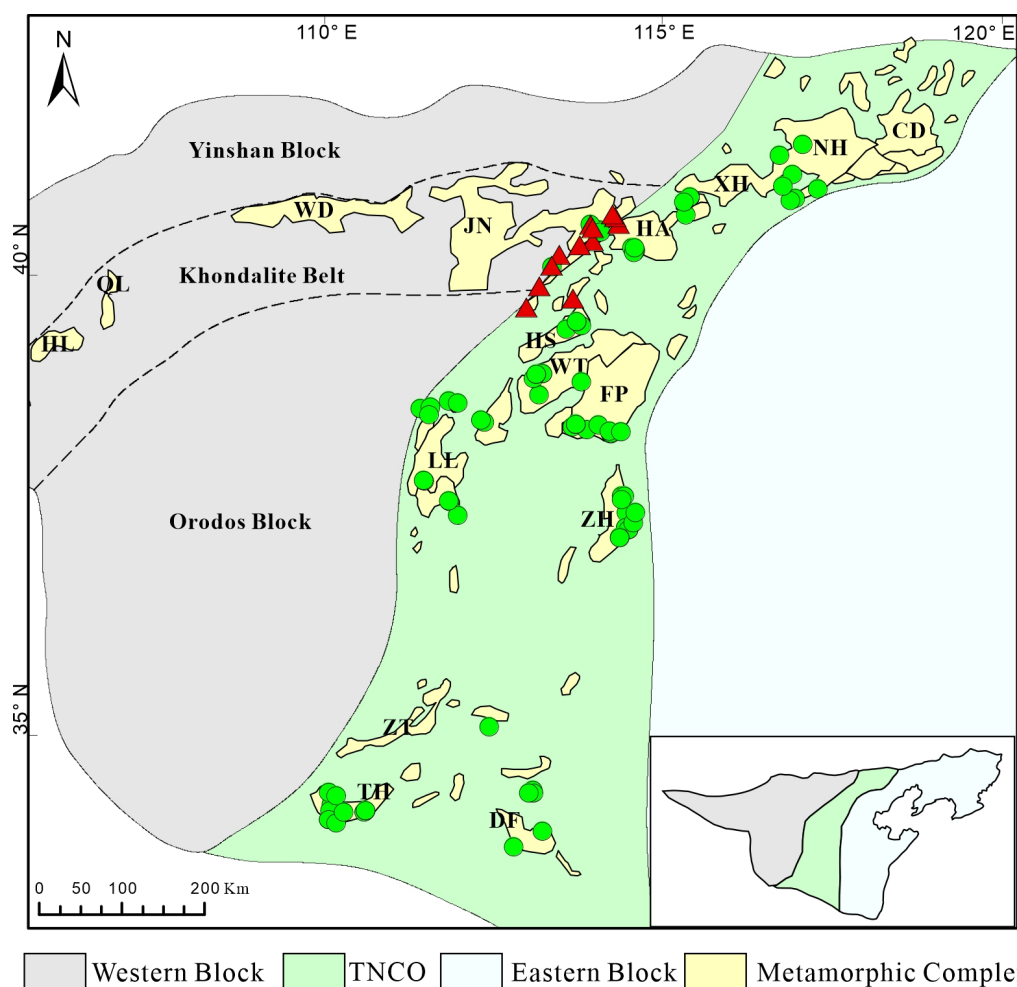 110° E
115° E
120° E
N
40° N
35° N
Yinshan Block
Khondalite Belt
Orodos Block
WD
JN
QL
HL
CD
NH
XH
HA
HS
WT
FP
LL
ZH
ZT
TH
DF
0 50 100 200 Km
Western Block TNCO Eastern Block Metamorphic Comple